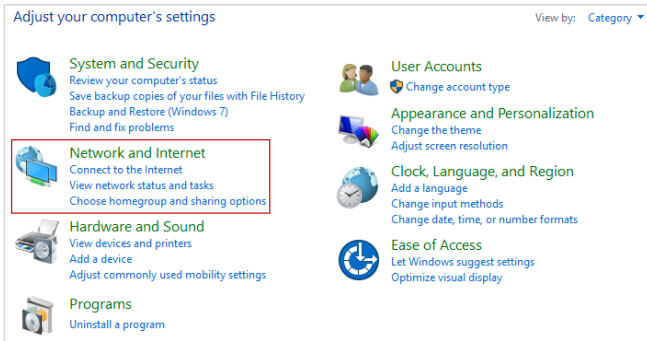 Adjust your computer's settings
View by: Category
System and Security
Review your computer's status
Save backup copies of your files with File History
Backup and Restore (Windows 7)
Find and fix problems
Network and Internet
Connect to the Internet
View network status and tasks
Choose homegroup and sharing options
Hardware and Sound
View devices and printers
Add a device
Adjust commonly used mobility settings
Programs
Uninstall a program
User Accounts
Change account type
Appearance and Personalization
Change the theme
Adjust screen resolution
Clock, Language, and Region
Add a language
Change input methods
Change date, time, or number formats
Ease of Access
Let Windows suggest settings
Optimize visual display